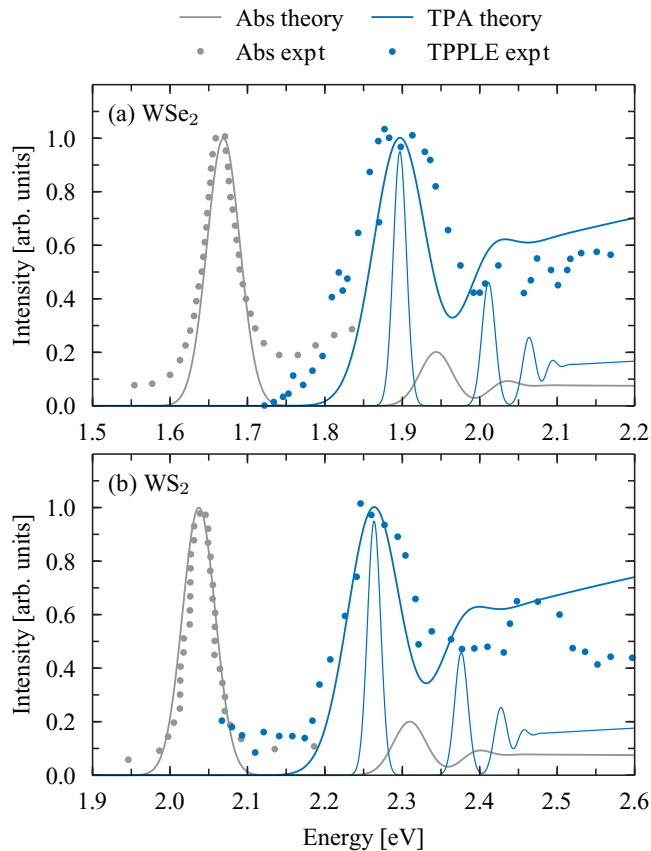 Abs theory TPA theory
Abs expt TPPLE expt
(a) WSe2
Intensity [arb. units]
1.0
0.8
0.6
0.4
0.2
0.0
1.5 1.6 1.7 1.8 1.9 2.0 2.1 2.2
(b) WS2
Intensity [arb. units]
1.0
0.8
0.6
0.4
0.2
0.0
1.9 2.0 2.1 2.2 2.3 2.4 2.5 2.6
Energy [eV]